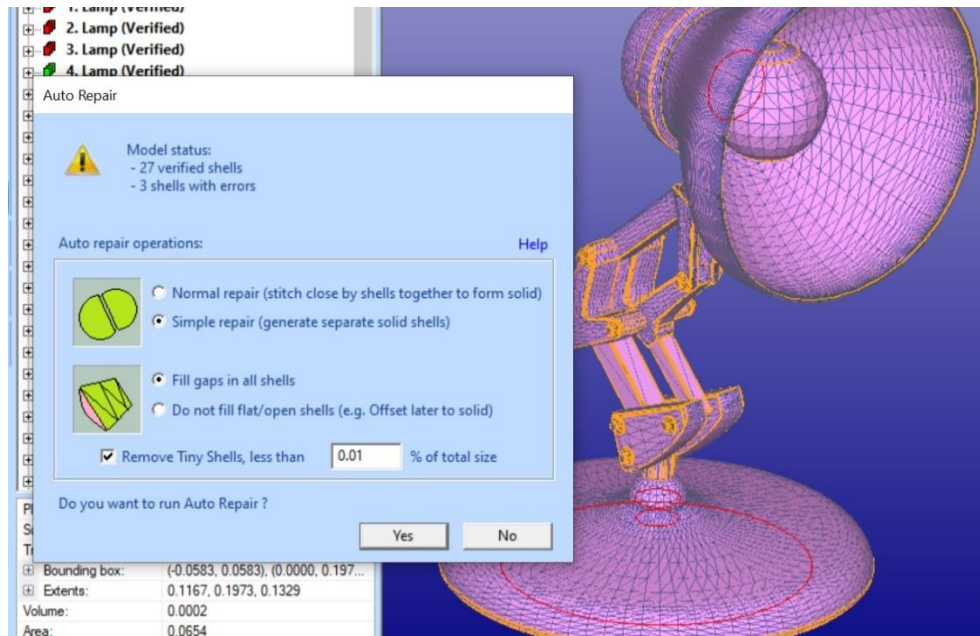 1. Lamp (Verified)
2. Lamp (Verified)
3. Lamp (Verified)
4. Lamp (Verified)
Auto Repair
Model status:
- 27 verified shells
- 3 shells with errors
Auto repair operations:
Help
Normal repair (stitch close by shells together to form solid)
Simple repair (generate separate solid shells)
Fill gaps in all shells
Do not fill flat/open shells (e.g. Offset later to solid)
Remove Tiny Shells, less than 0.01 % of total size
Do you want to run Auto Repair ?
Yes No
Bounding box: (-0.0583, 0.0583), (0.0000, 0.197...
Extents: 0.1167, 0.1973, 0.1329
Volume: 0.0002
Area: 0.0654